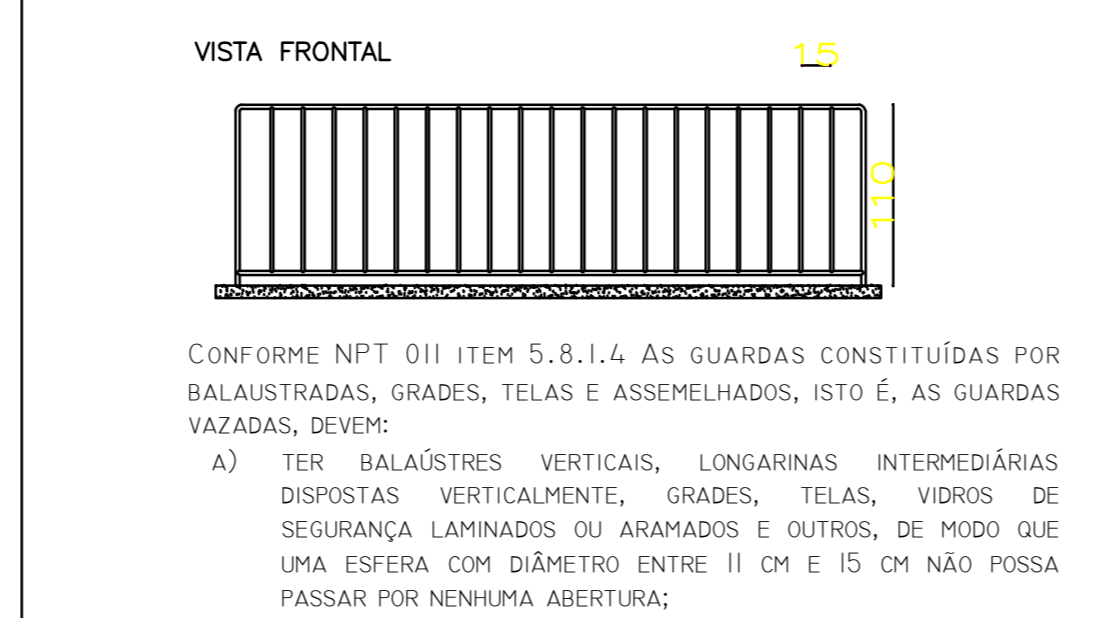 VISTA FRONTAL
15
110
CONFORME NPT 011 ITEM 5.8.1.4 AS GUARDAS CONSTITUÍDAS POR
BALAUSTRADAS, GRADES, TELAS E ASSEMELHADOS, ISTO É, AS GUARDAS
VAZADAS, DEVEM:
A) TER BALAÚSTRES VERTICAIS, LONGARINAS INTERMEDIÁRIAS
DISPOSTAS VERTICALMENTE, GRADES, TELAS, VIDROS DE
SEGURANÇA LAMINADOS OU ARAMADOS E OUTROS, DE MODO QUE
UMA ESFERA COM DIÂMETRO ENTRE 11 CM E 15 CM NÃO POSSA
PASSAR POR NENHUMA ABERTURA;